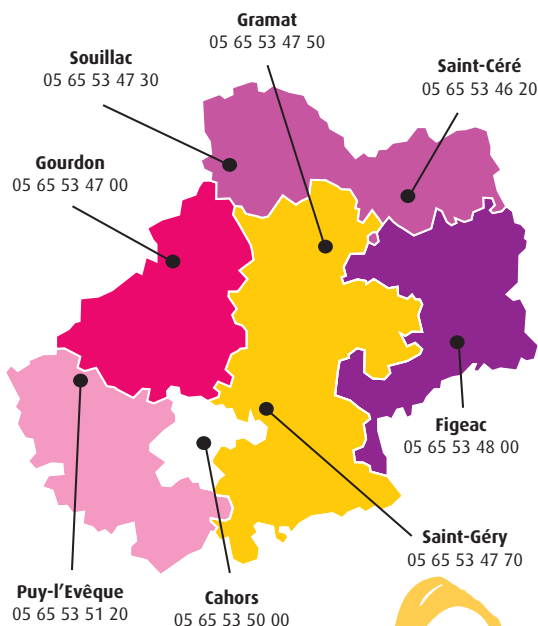 Gramat
05 65 53 47 50
Souillac
05 65 53 47 30
Saint-Céré
05 65 53 46 20
Gourdon
05 65 53 47 00
Figeac
05 65 53 48 00
Saint-Géry
05 65 53 47 70
Puy-l'Evêque
05 65 53 51 20
Cahors
05 65 53 50 00